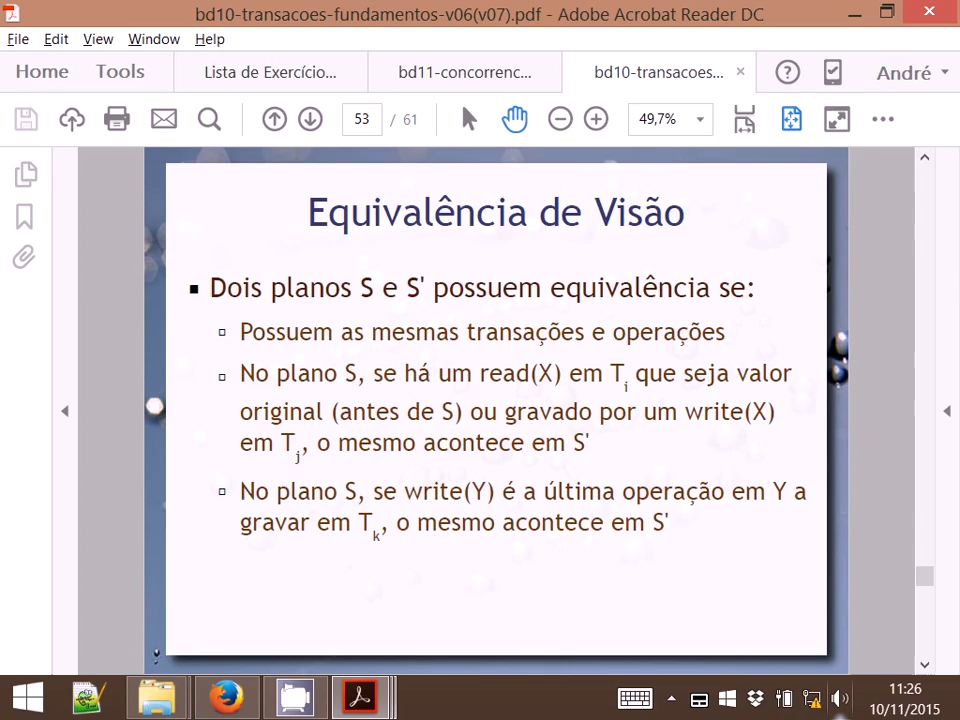 bd10-transacoes-fundamentos-v06(v07).pdf - Adobe Acrobat Reader DC
File Edit View Window Help
Home Tools Lista de Exercício... bd11-concorrenc... bd10-transacoes... André
53 / 61 49,7%
Equivalência de Visão
Dois planos S e S' possuem equivalência se:
Possuem as mesmas transações e operações
No plano S, se há um read(X) em Ti que seja valor
original (antes de S) ou gravado por um write(X)
em Tj, o mesmo acontece em S'
No plano S, se write(Y) é a última operação em Y a
gravar em Tk, o mesmo acontece em S'
11:26
10/11/2015